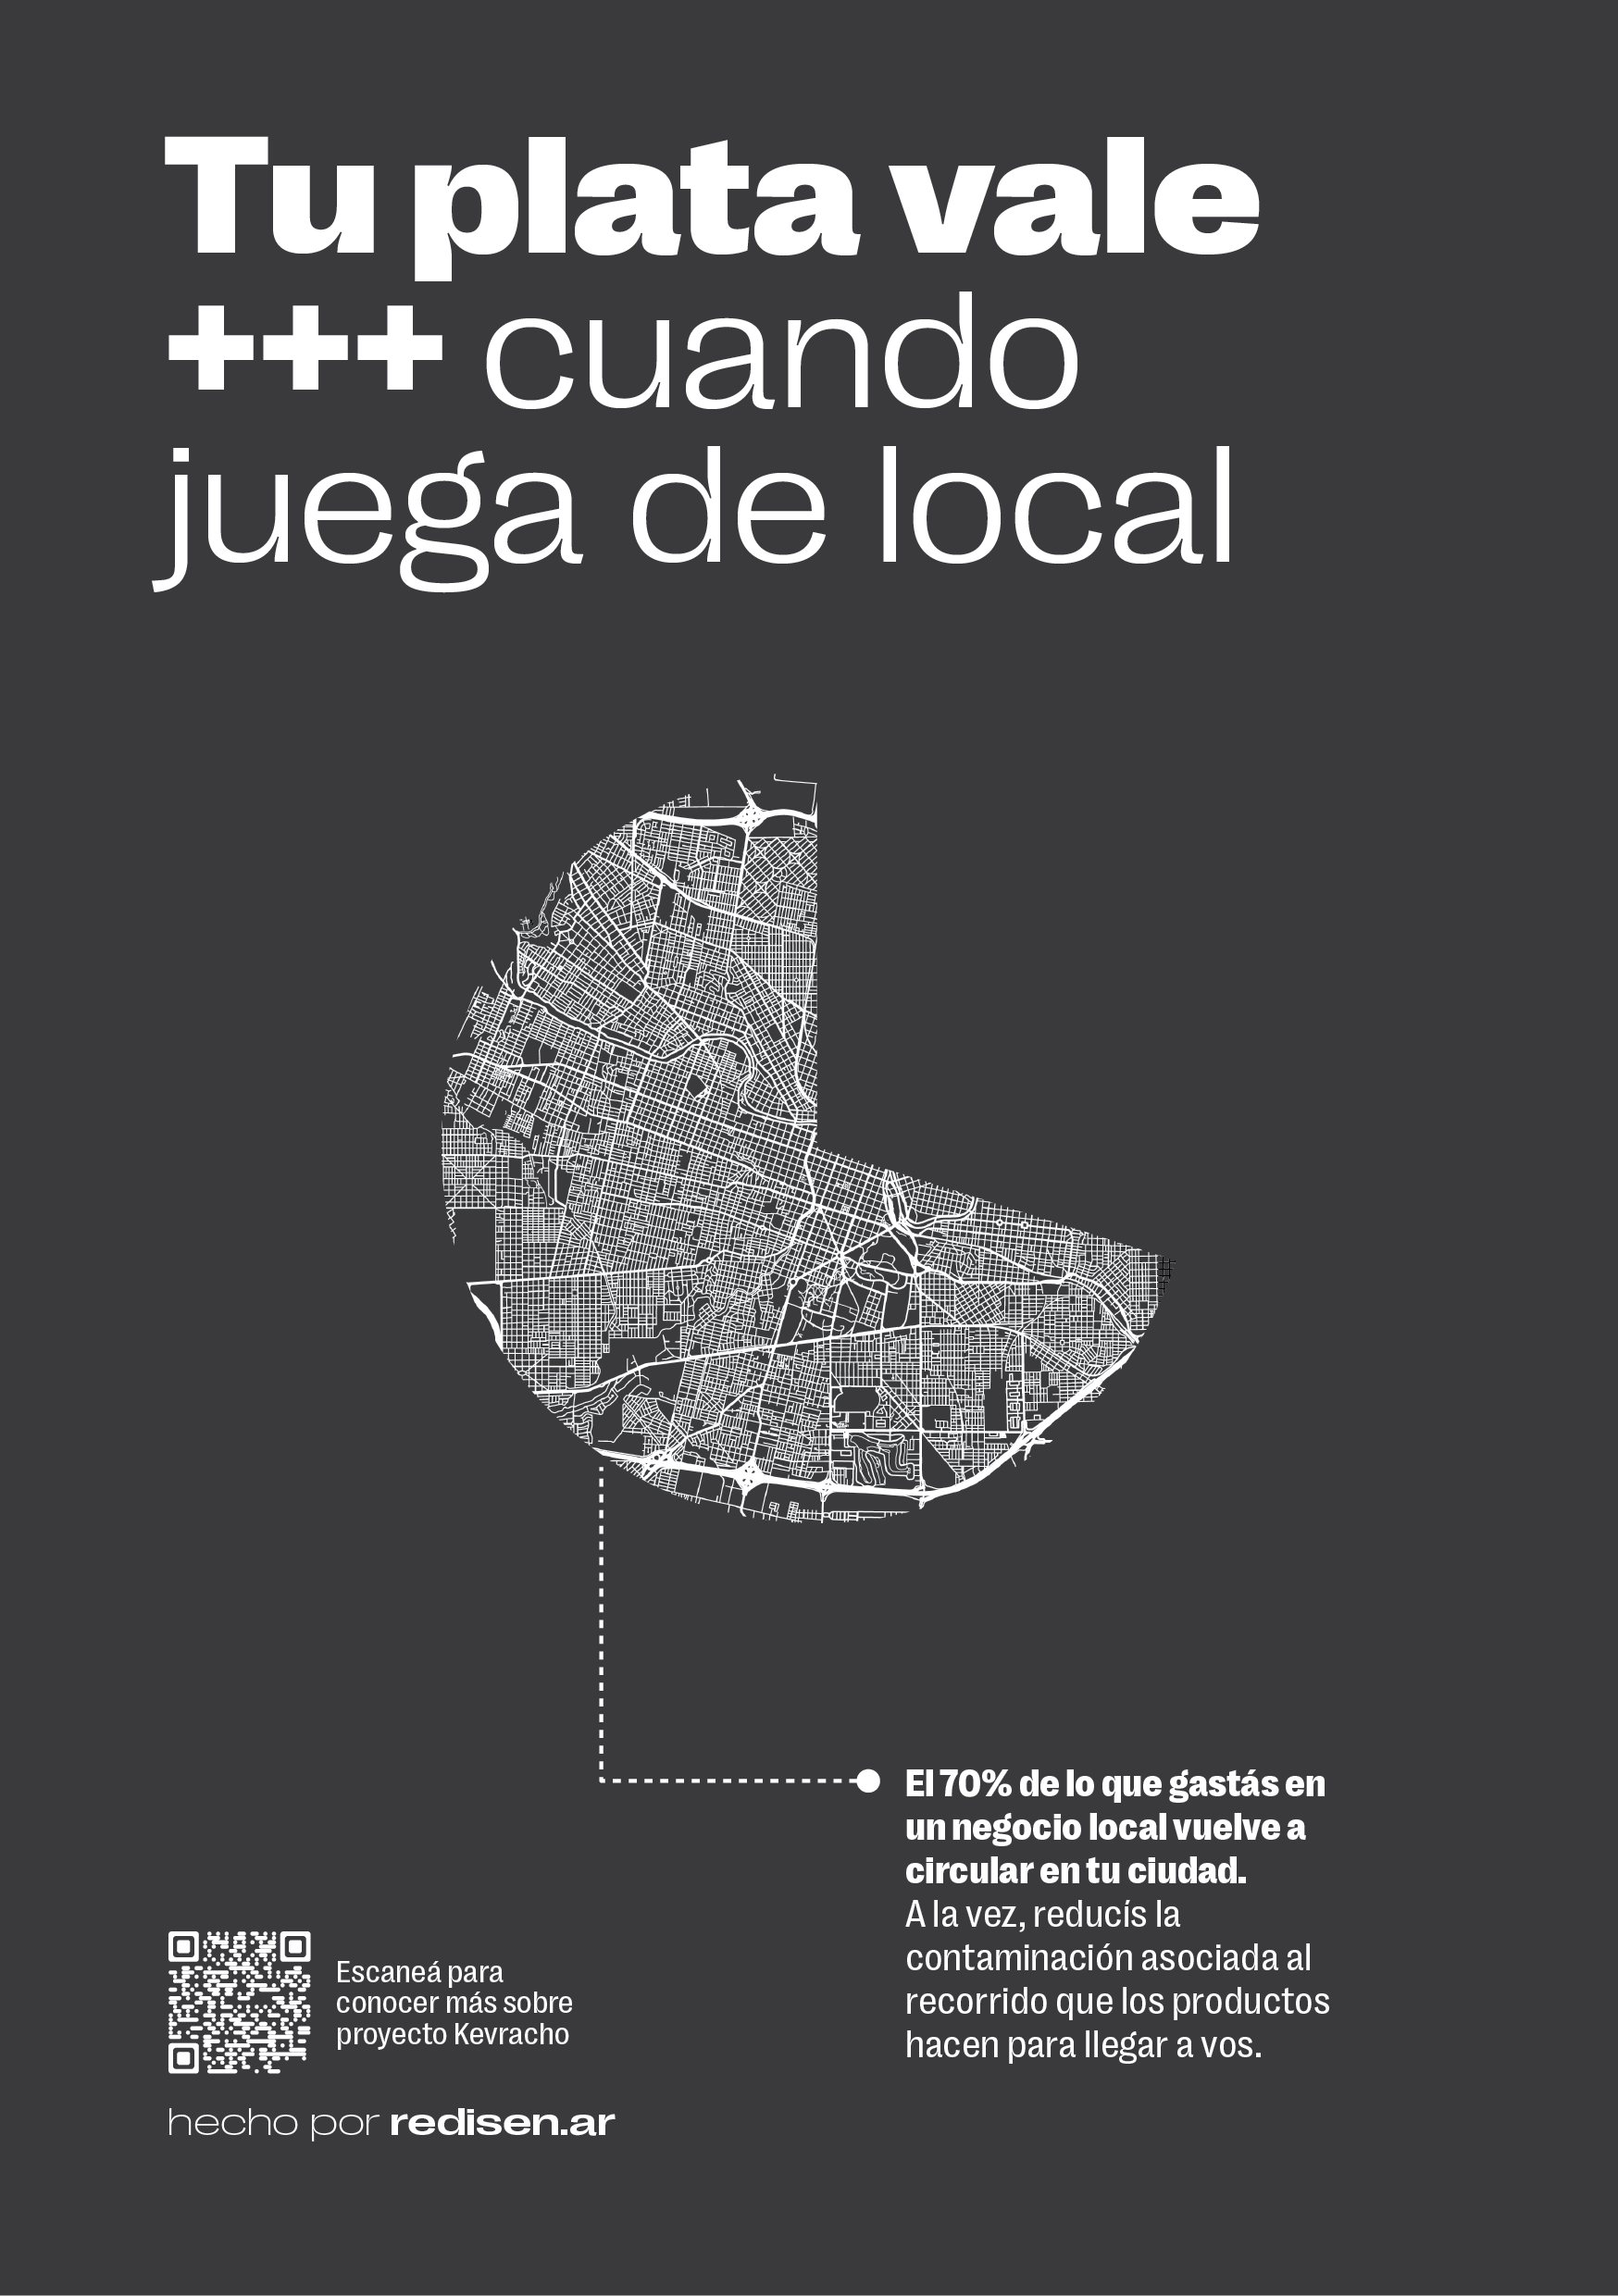 Tu plata vale
+++ cuando
juega de local
El 70% de lo que gastás en
un negocio local vuelve a
circular en tu ciudad.
A la vez, reducís la
contaminación asociada al
recorrido que los productos
hacen para llegar a vos.
Escaneá para
conocer más sobre
proyecto Kevracho
hecho por redisen.ar